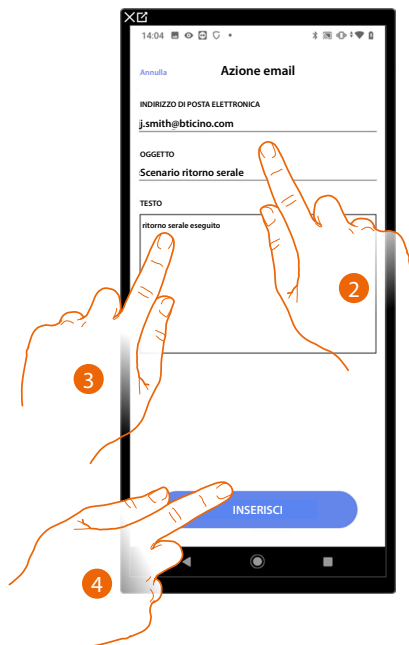 14:04
Annulla
Azione email
INDIRIZZO DI POSTA ELETTRONICA
j.smith@bticino.com
OGGETTO
Scenario ritorno serale
TESTO
ritorno serale eseguito
2
3
INSERISCI
4